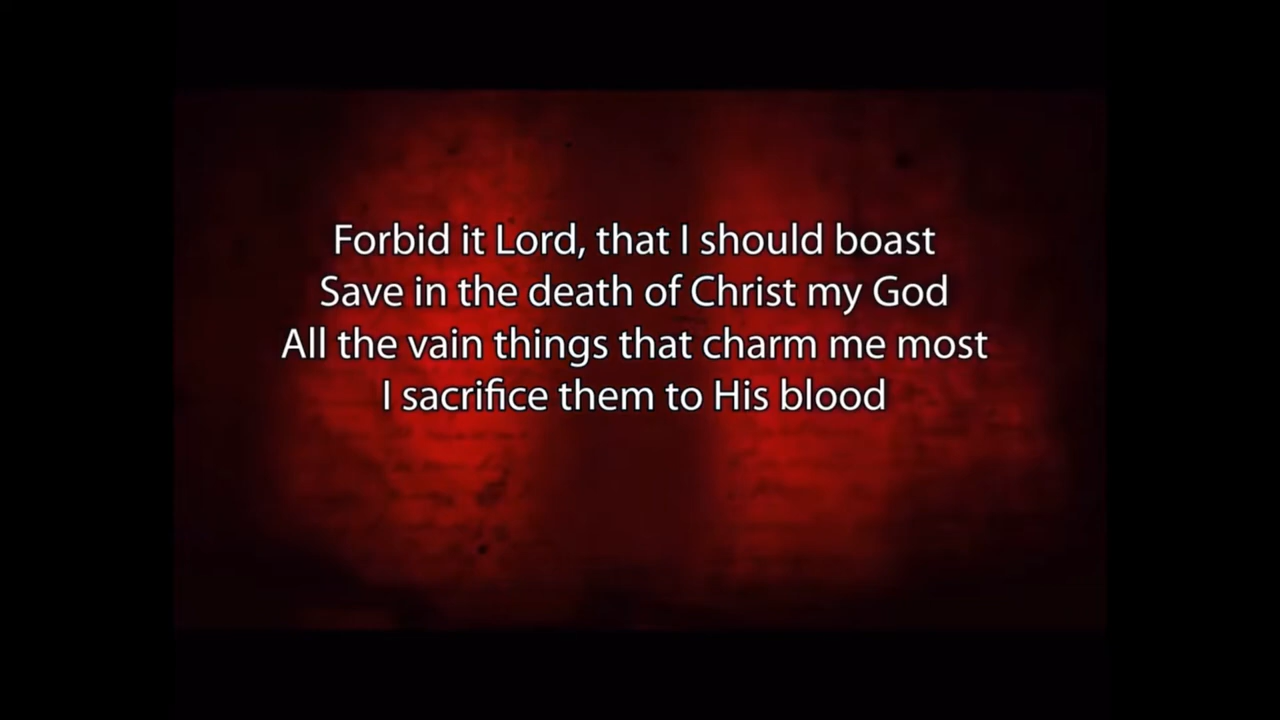 Forbid it Lord, that I should boast
Save in the death of Christ my God
All the vain things that charm me most
I sacrifice them to His blood